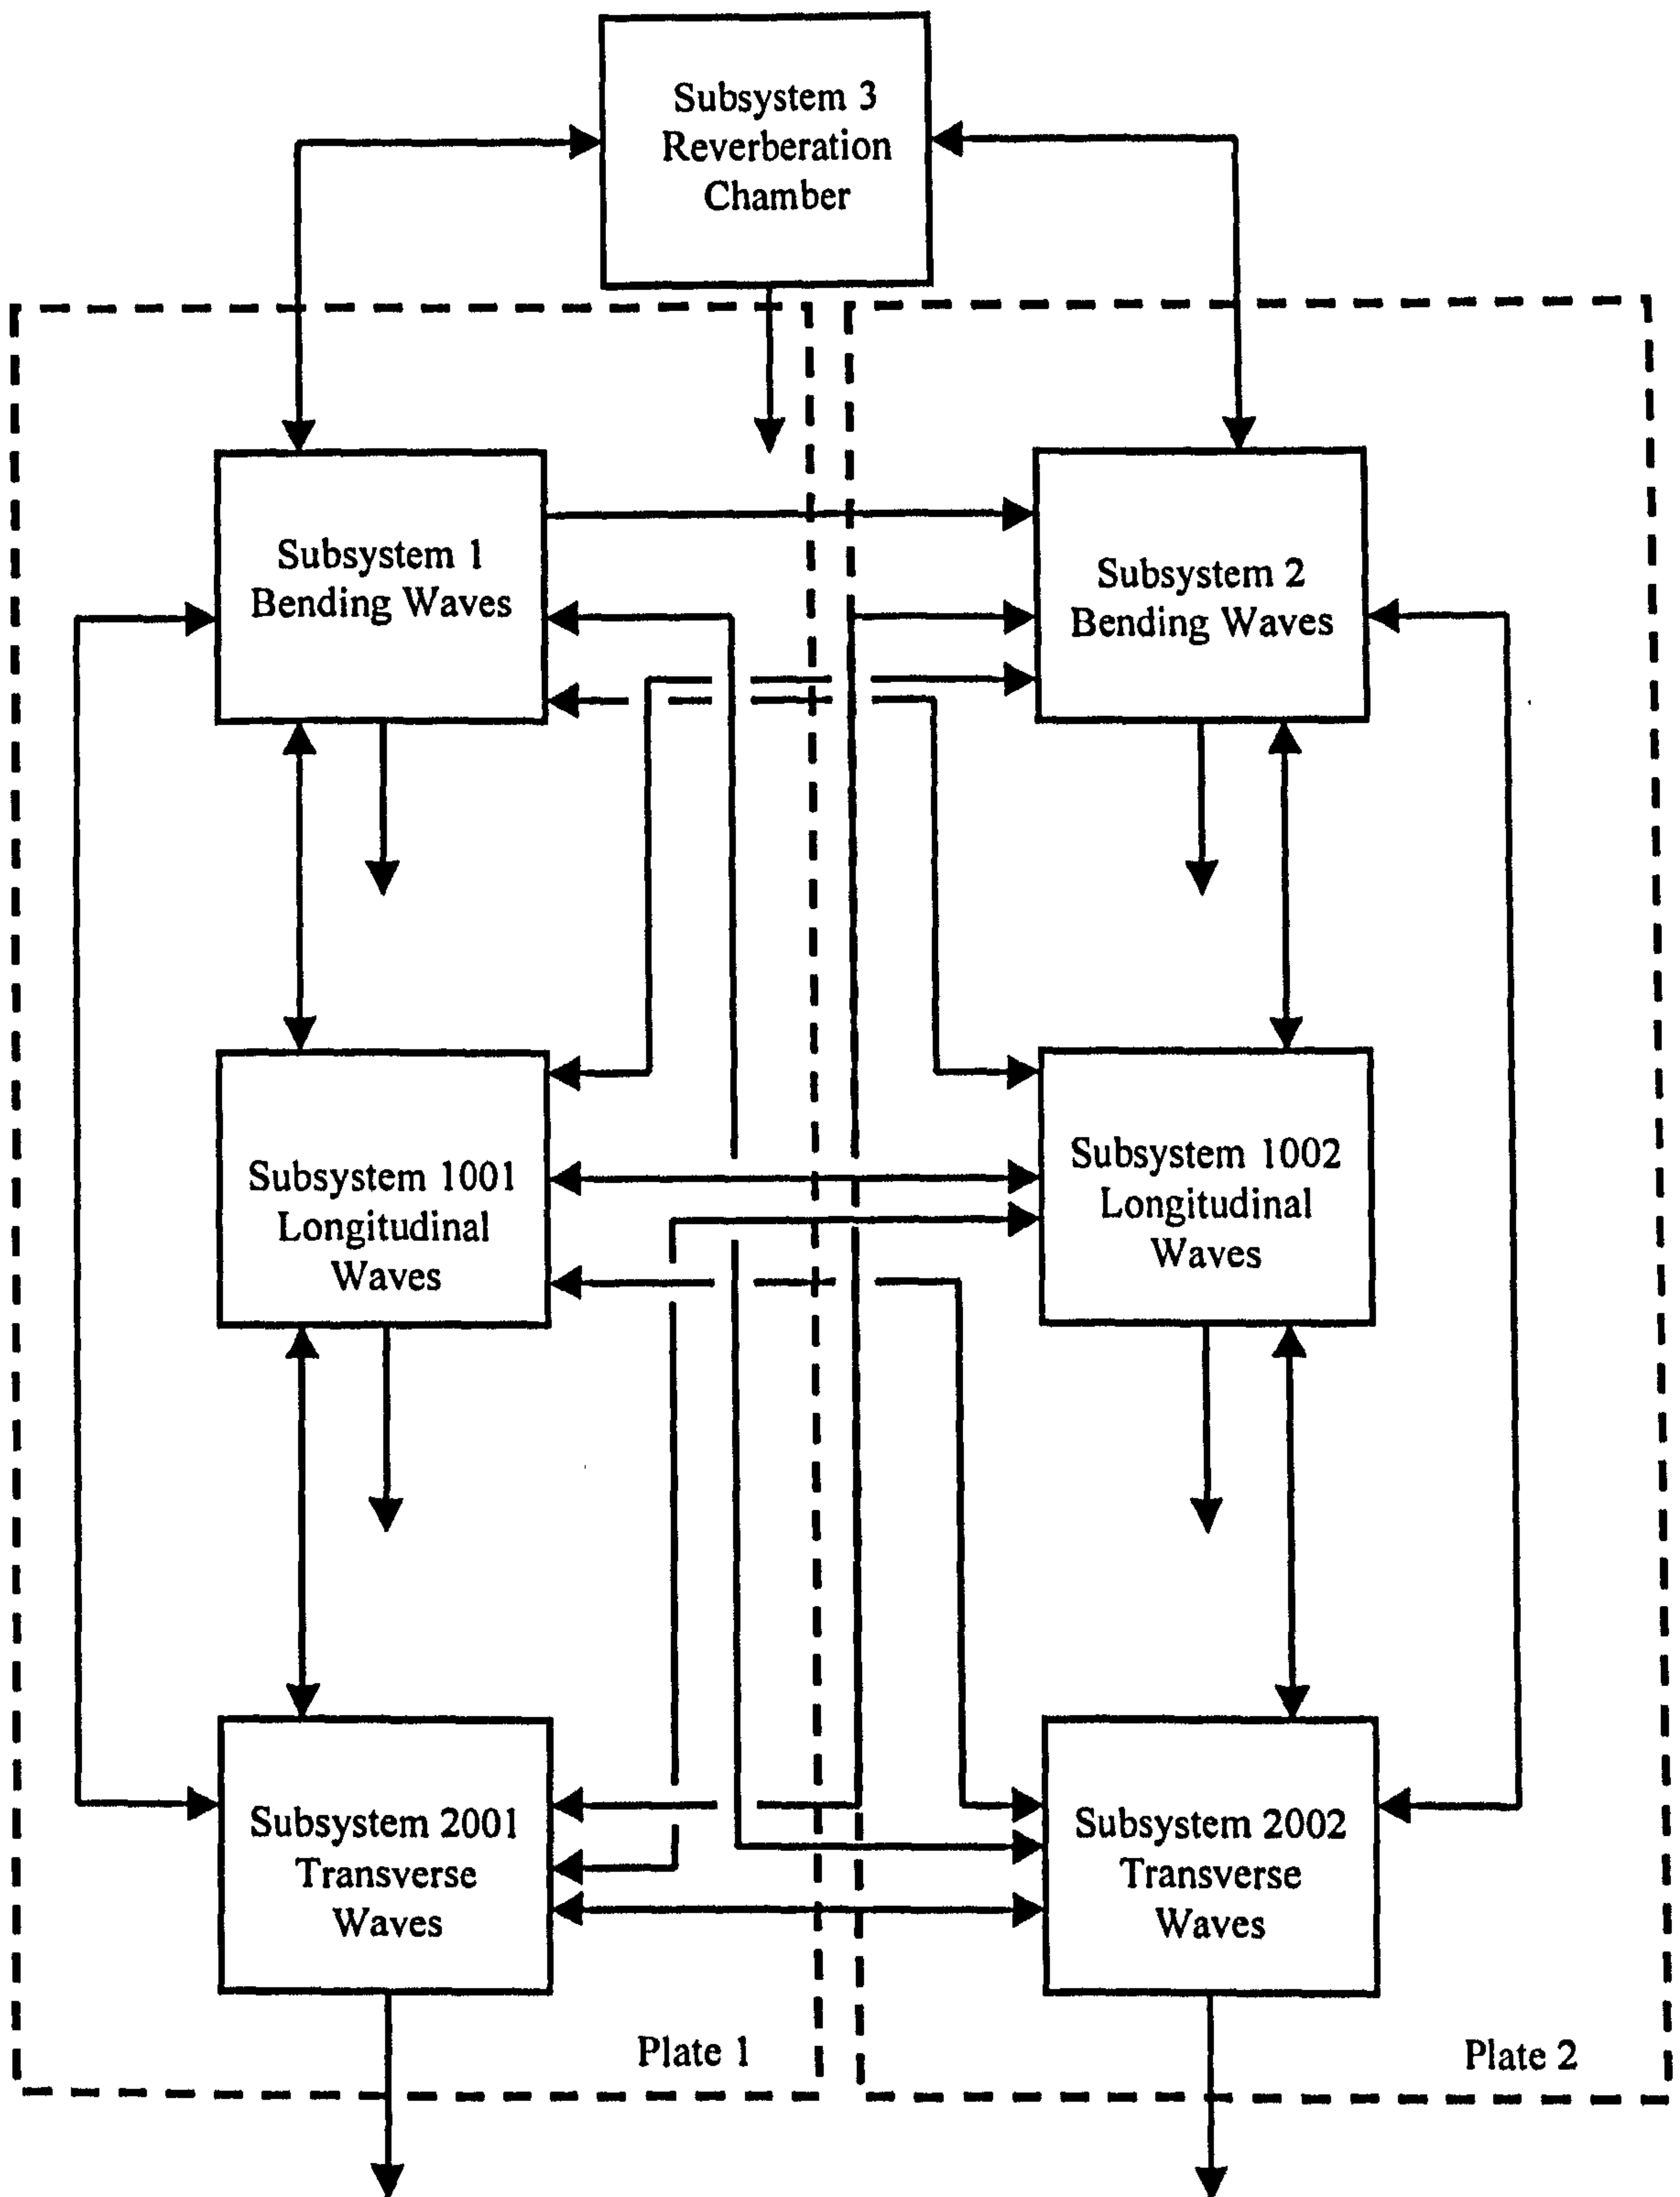 Subsystem 3
Reverberation
Chamber
Subsystem 1
Bending Waves
Subsystem 2
Bending Waves
Subsystem 1001
Longitudinal
Waves
Subsystem 1002
Longitudinal
Waves
Subsystem 2001
Transverse
Waves
Subsystem 2002
Transverse
Waves
Plate 1
Plate 2